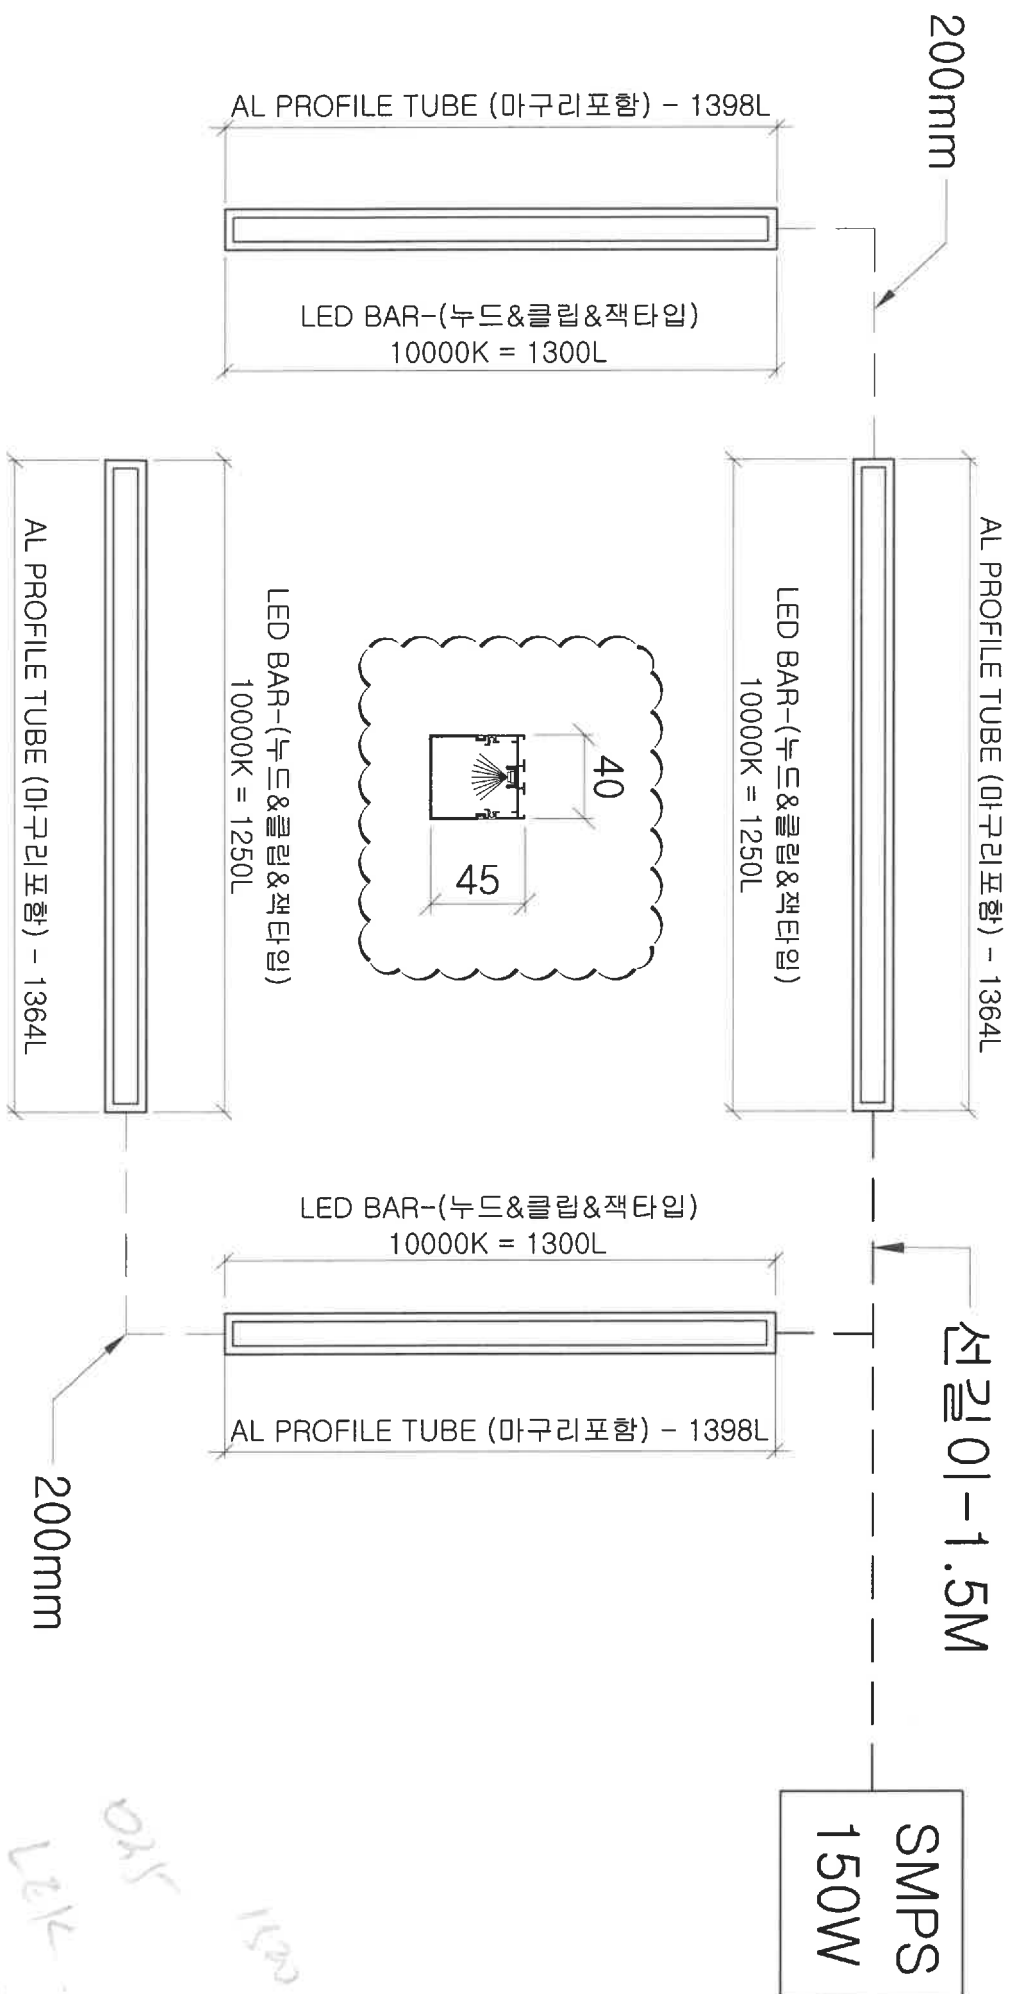 200mm
AL PROFILE TUBE (마구리포함) - 1398L
LED BAR-(누드&클립&잭타입)
10000K = 1300L
AL PROFILE TUBE (마구리포함) - 1364L
LED BAR-(누드&클립&잭타입)
10000K = 1250L
40
45
LED BAR-(누드&클립&잭타입)
10000K = 1250L
AL PROFILE TUBE (마구리포함) - 1364L
LED BAR-(누드&클립&잭타입)
10000K = 1300L
AL PROFILE TUBE (마구리포함) - 1398L
선길이-1.5M
200mm
SMPS
150W